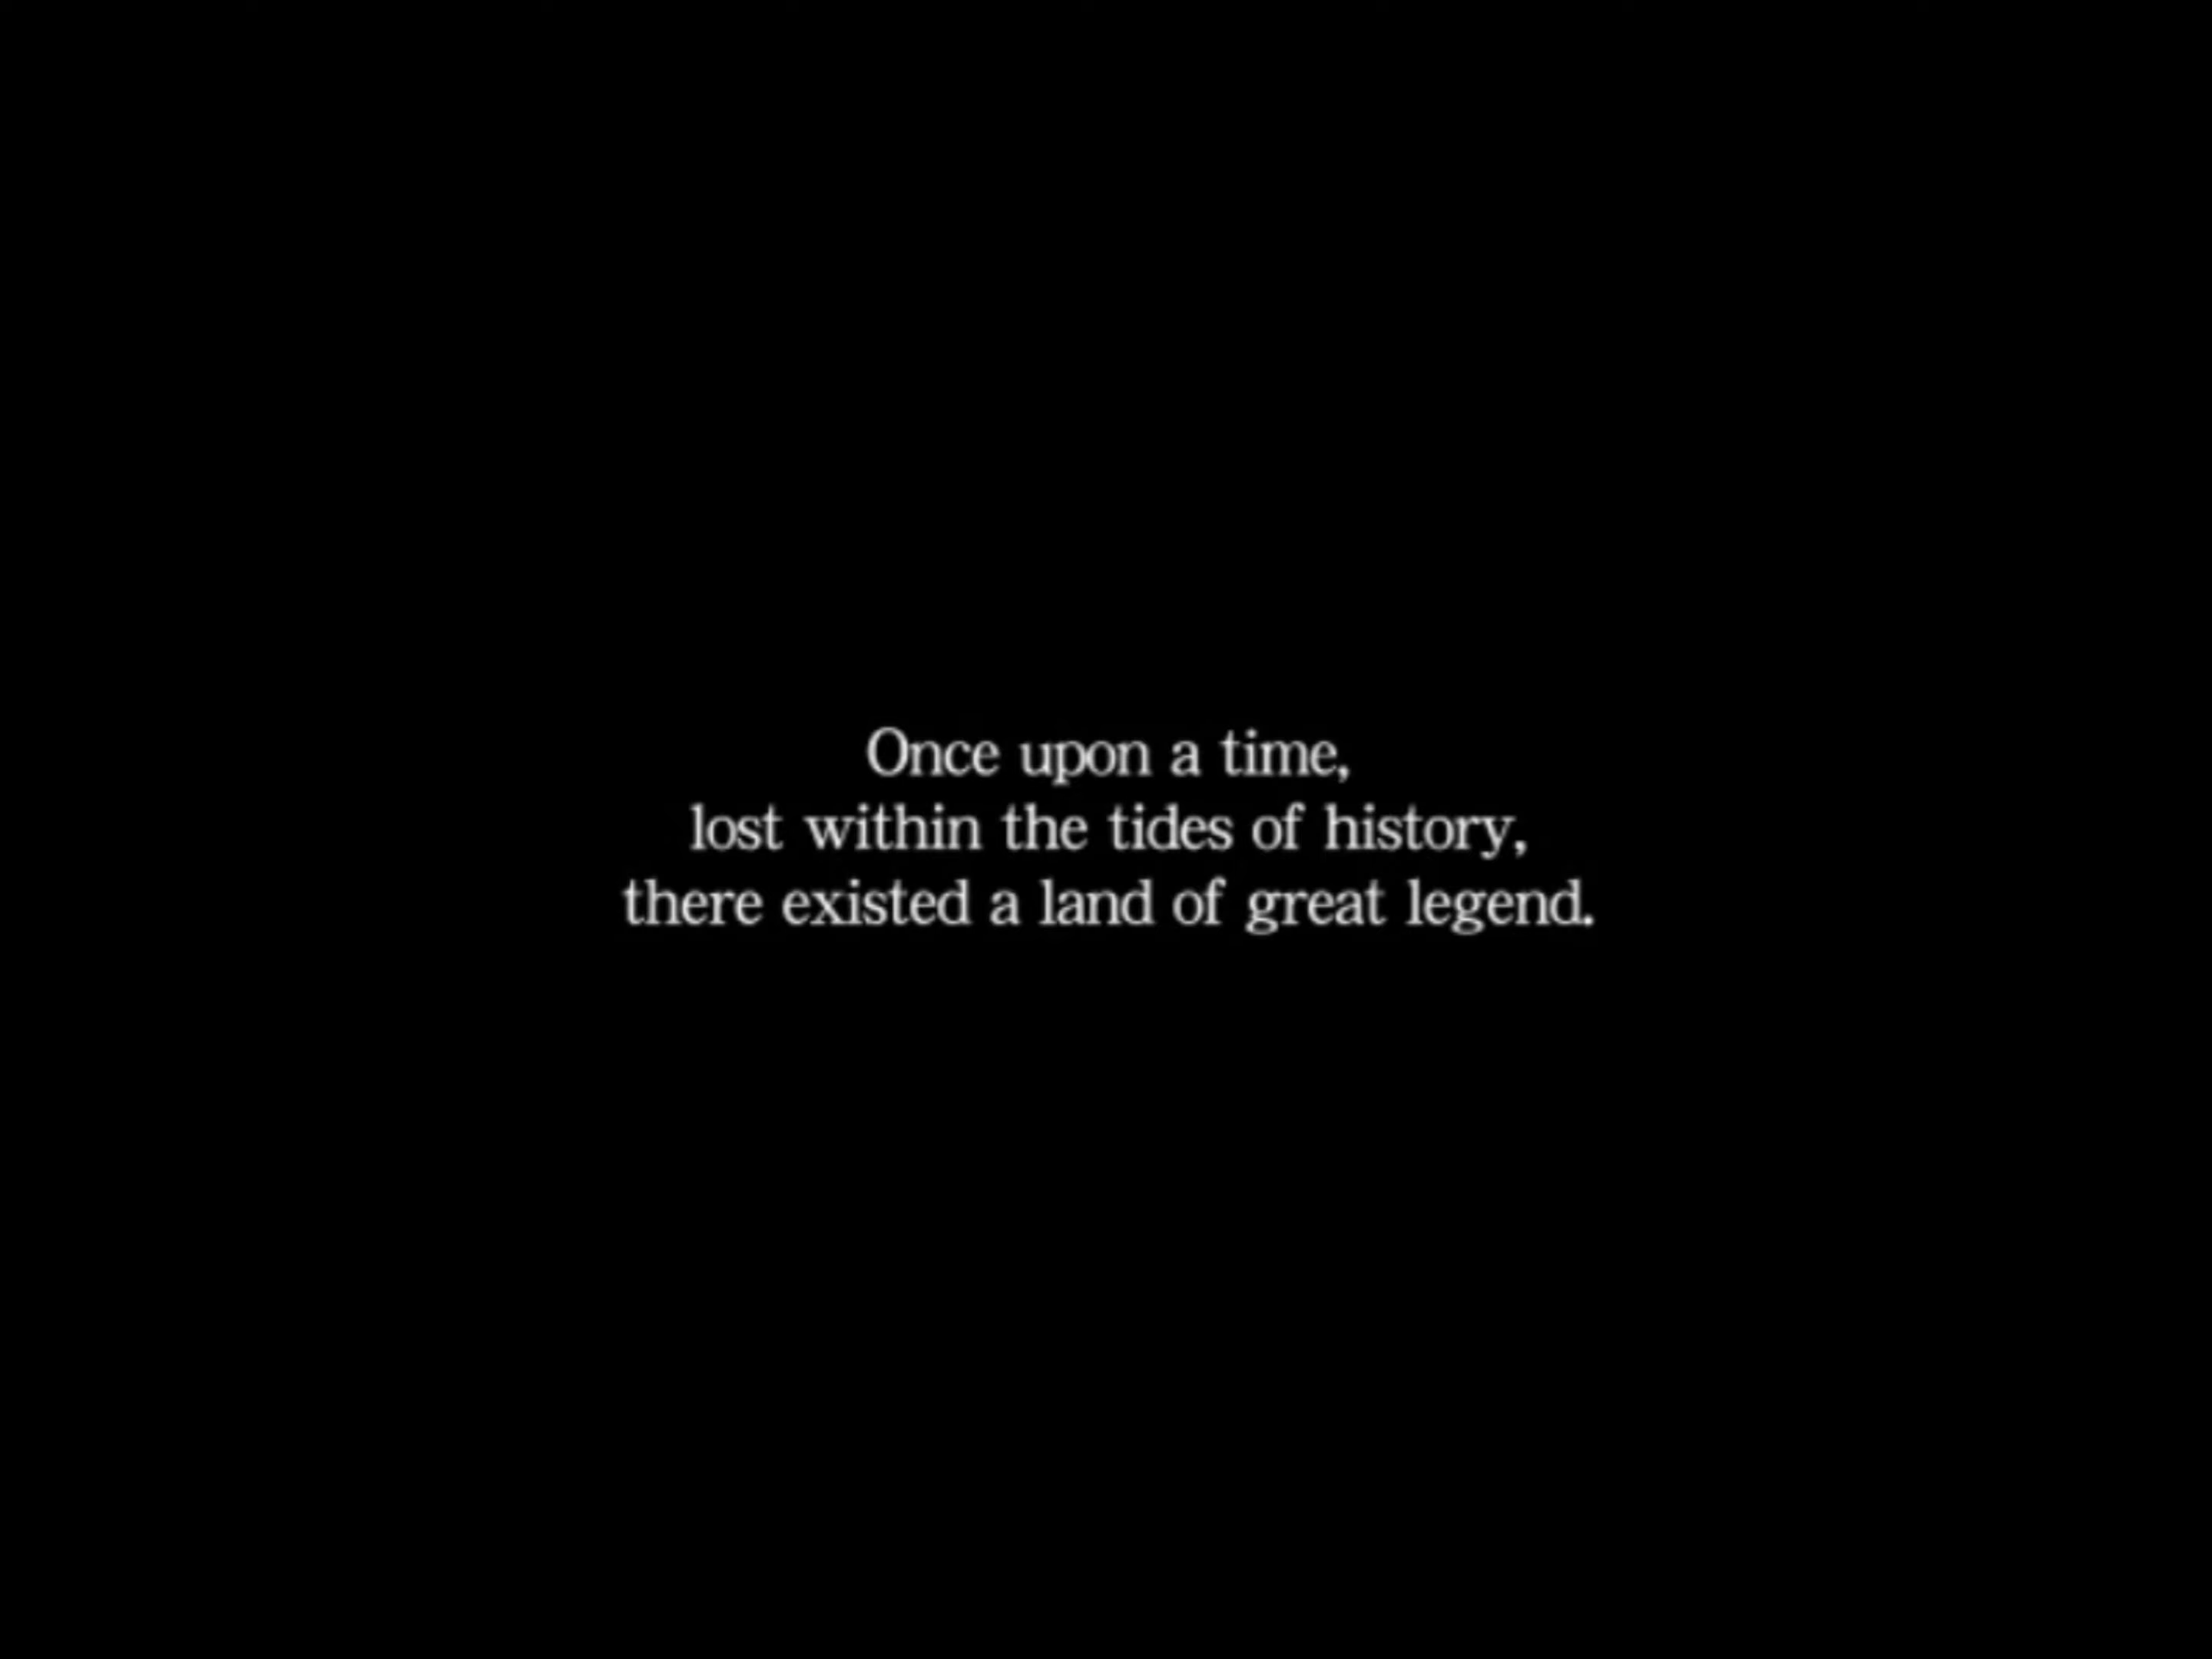 Once upon a time,
lost within the tides of history,
there existed a land of great legend.